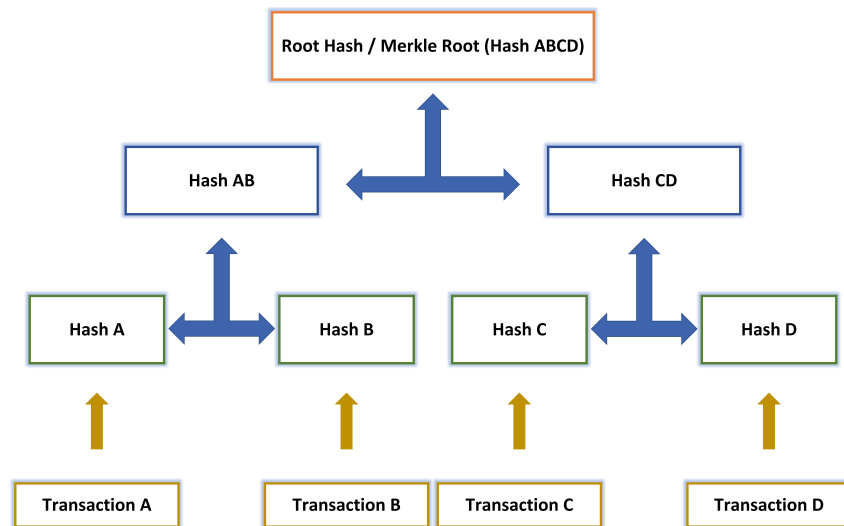 Root Hash / Merkle Root (Hash ABCD)
Hash AB
Hash CD
Hash A
Hash B
Hash C
Hash D
Transaction A
Transaction B
Transaction C
Transaction D